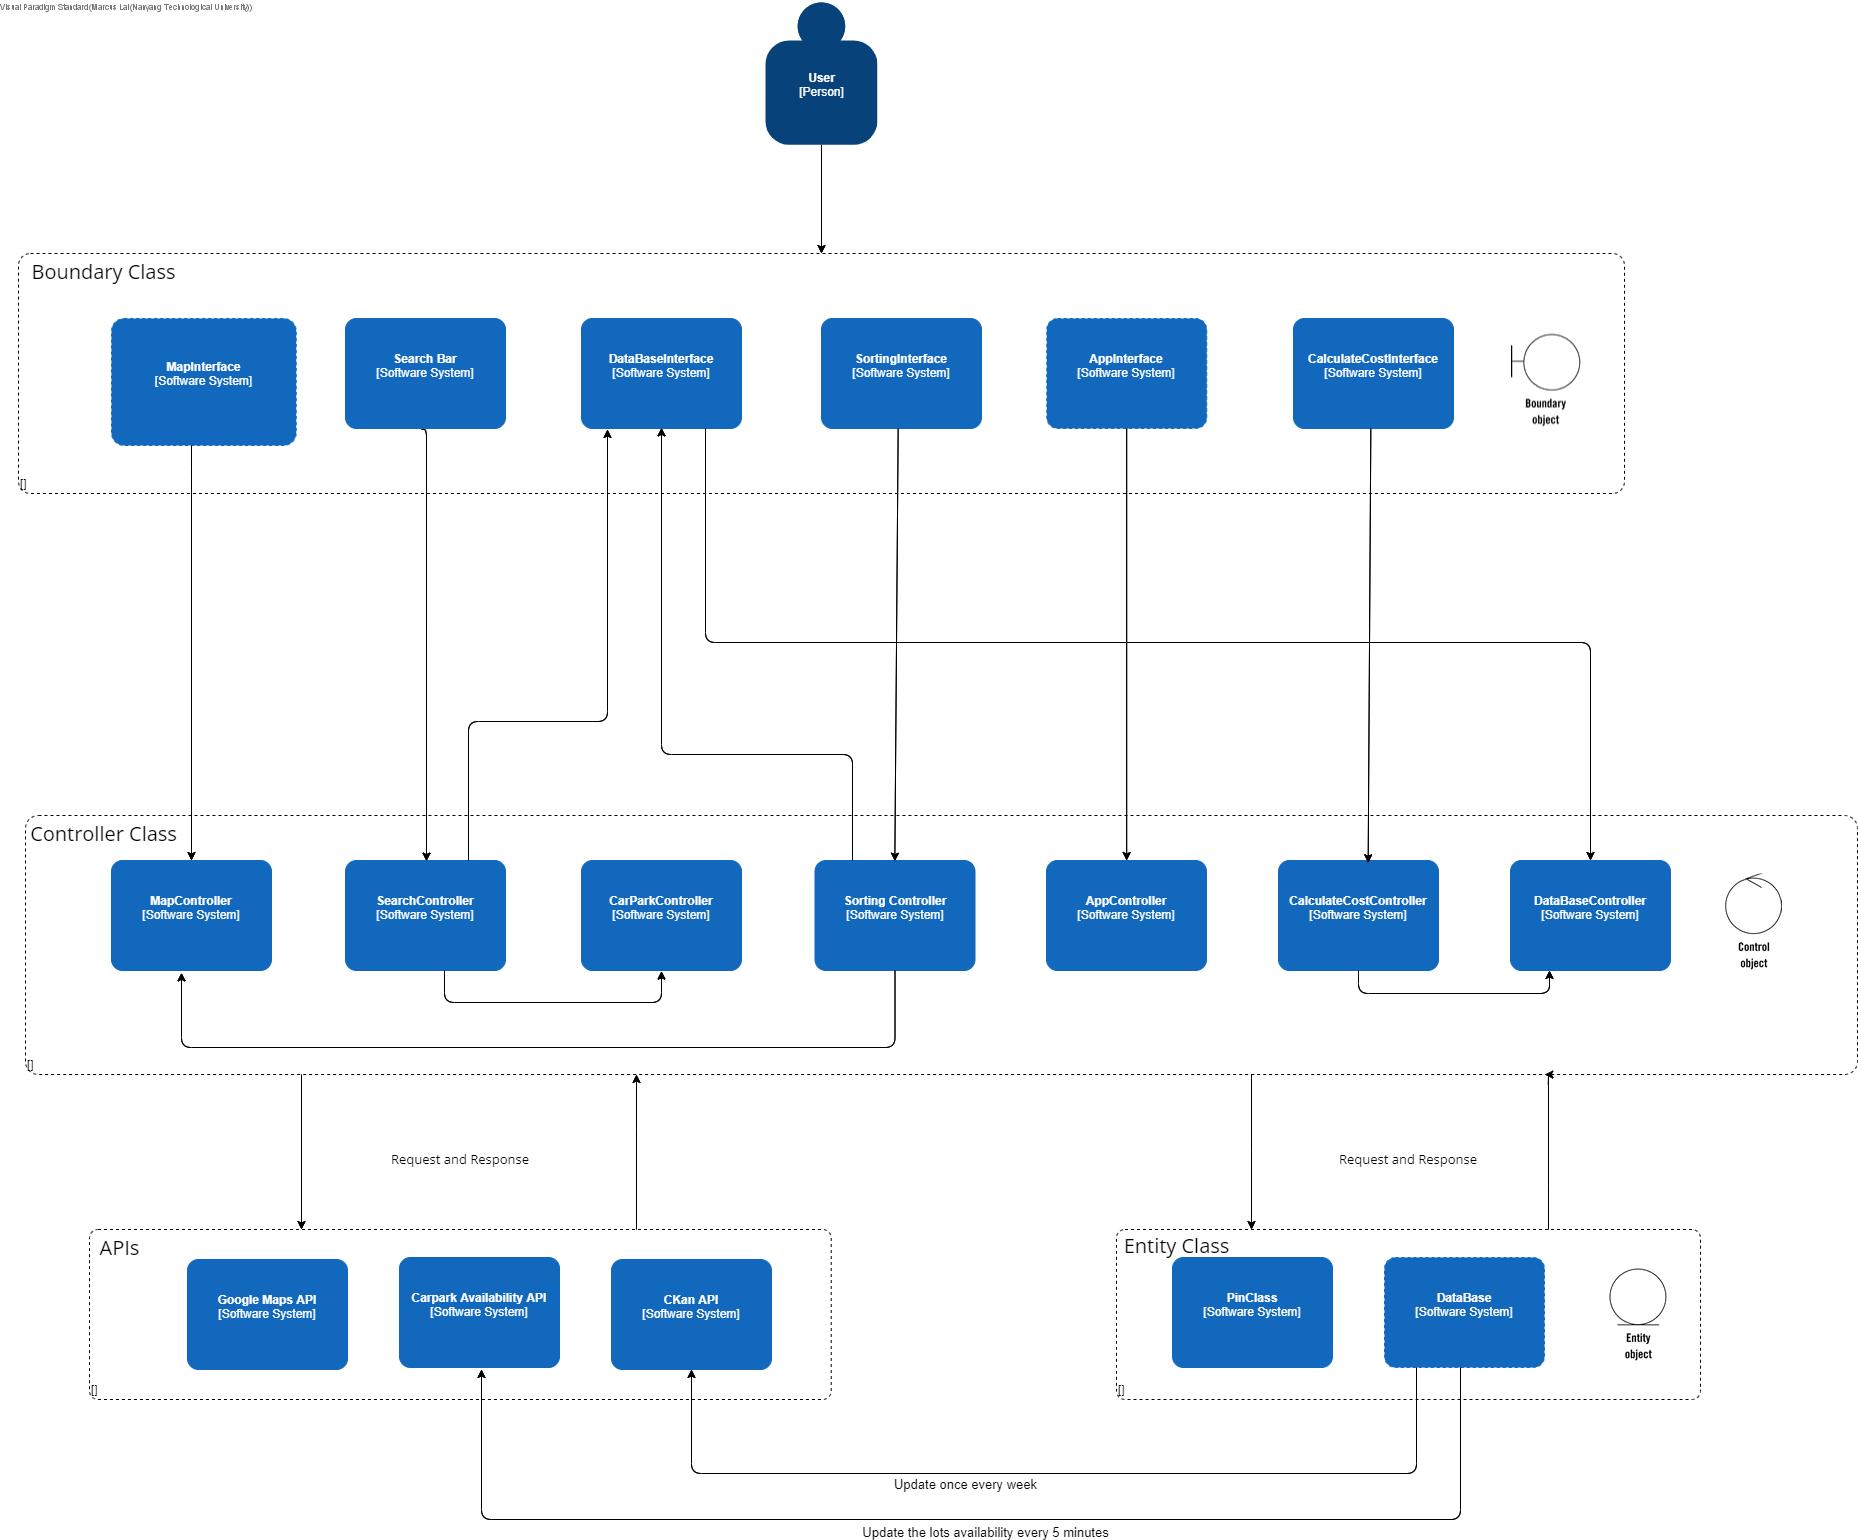 Visual Paradigm Standard(Marcus Lai(Nanyang Technological University))
User
[Person]
Boundary Class
MapInterface
[Software System]
Search Bar
[Software System]
DataBaseInterface
[Software System]
SortingInterface
[Software System]
AppInterface
[Software System]
CalculateCostInterface
[Software System]
Boundary
object
[]
Controller Class
MapController
[Software System]
SearchController
[Software System]
CarParkController
[Software System]
Sorting Controller
[Software System]
AppController
[Software System]
CalculateCostController
[Software System]
DataBaseController
[Software System]
Control
object
[]
Request and Response
Request and Response
APIs
Google Maps API
[Software System]
Carpark Availability API
[Software System]
CKan API
[Software System]
[]
Entity Class
PinClass
[Software System]
DataBase
[Software System]
Entity
object
[]
Update once every week
Update the lots availability every 5 minutes